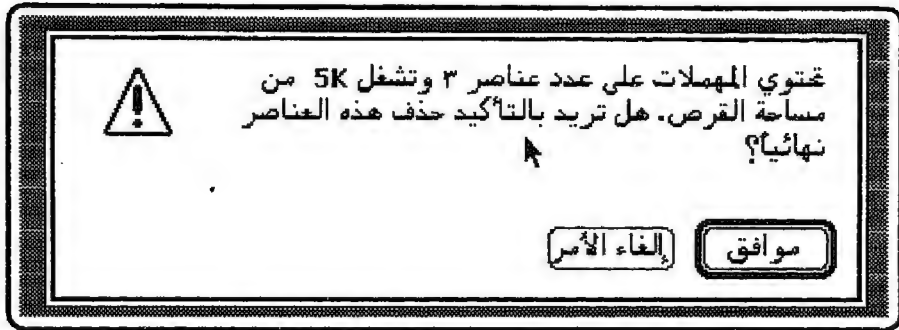 تحتوي المهملات على عدد عناصر ٣ وتشغل 5K من
مساحة القرص. هل تريد بالتأكيد حذف هذه العناصر
نهائياً؟
موافق
إلغاء الأمر